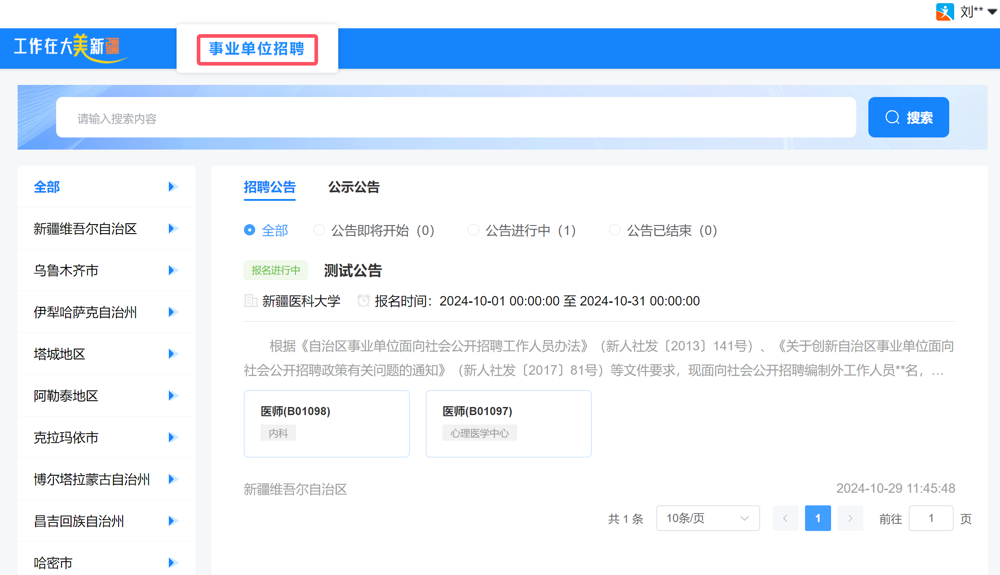 刘**
工作在大美新疆
事业单位招聘
请输入搜索内容
搜索
全部
新疆维吾尔自治区
乌鲁木齐市
伊犁哈萨克自治州
塔城地区
阿勒泰地区
克拉玛依市
博尔塔拉蒙古自治州
昌吉回族自治州
哈密市
招聘公告 公示公告
全部 公告即将开始（0） 公告进行中（1） 公告已结束（0）
报名进行中 测试公告
新疆医科大学 报名时间：2024-10-01 00:00:00 至 2024-10-31 00:00:00
根据《自治区事业单位面向社会公开招聘工作人员办法》（新人社发〔2013〕141号）、《关于创新自治区事业单位面向
社会公开招聘政策有关问题的通知》（新人社发〔2017〕81号）等文件要求，现面向社会公开招聘编制外工作人员**名，…
医师(B01098)
内科
医师(B01097)
心理医学中心
新疆维吾尔自治区 2024-10-29 11:45:48
共 1 条 10条/页 1 前往 1 页